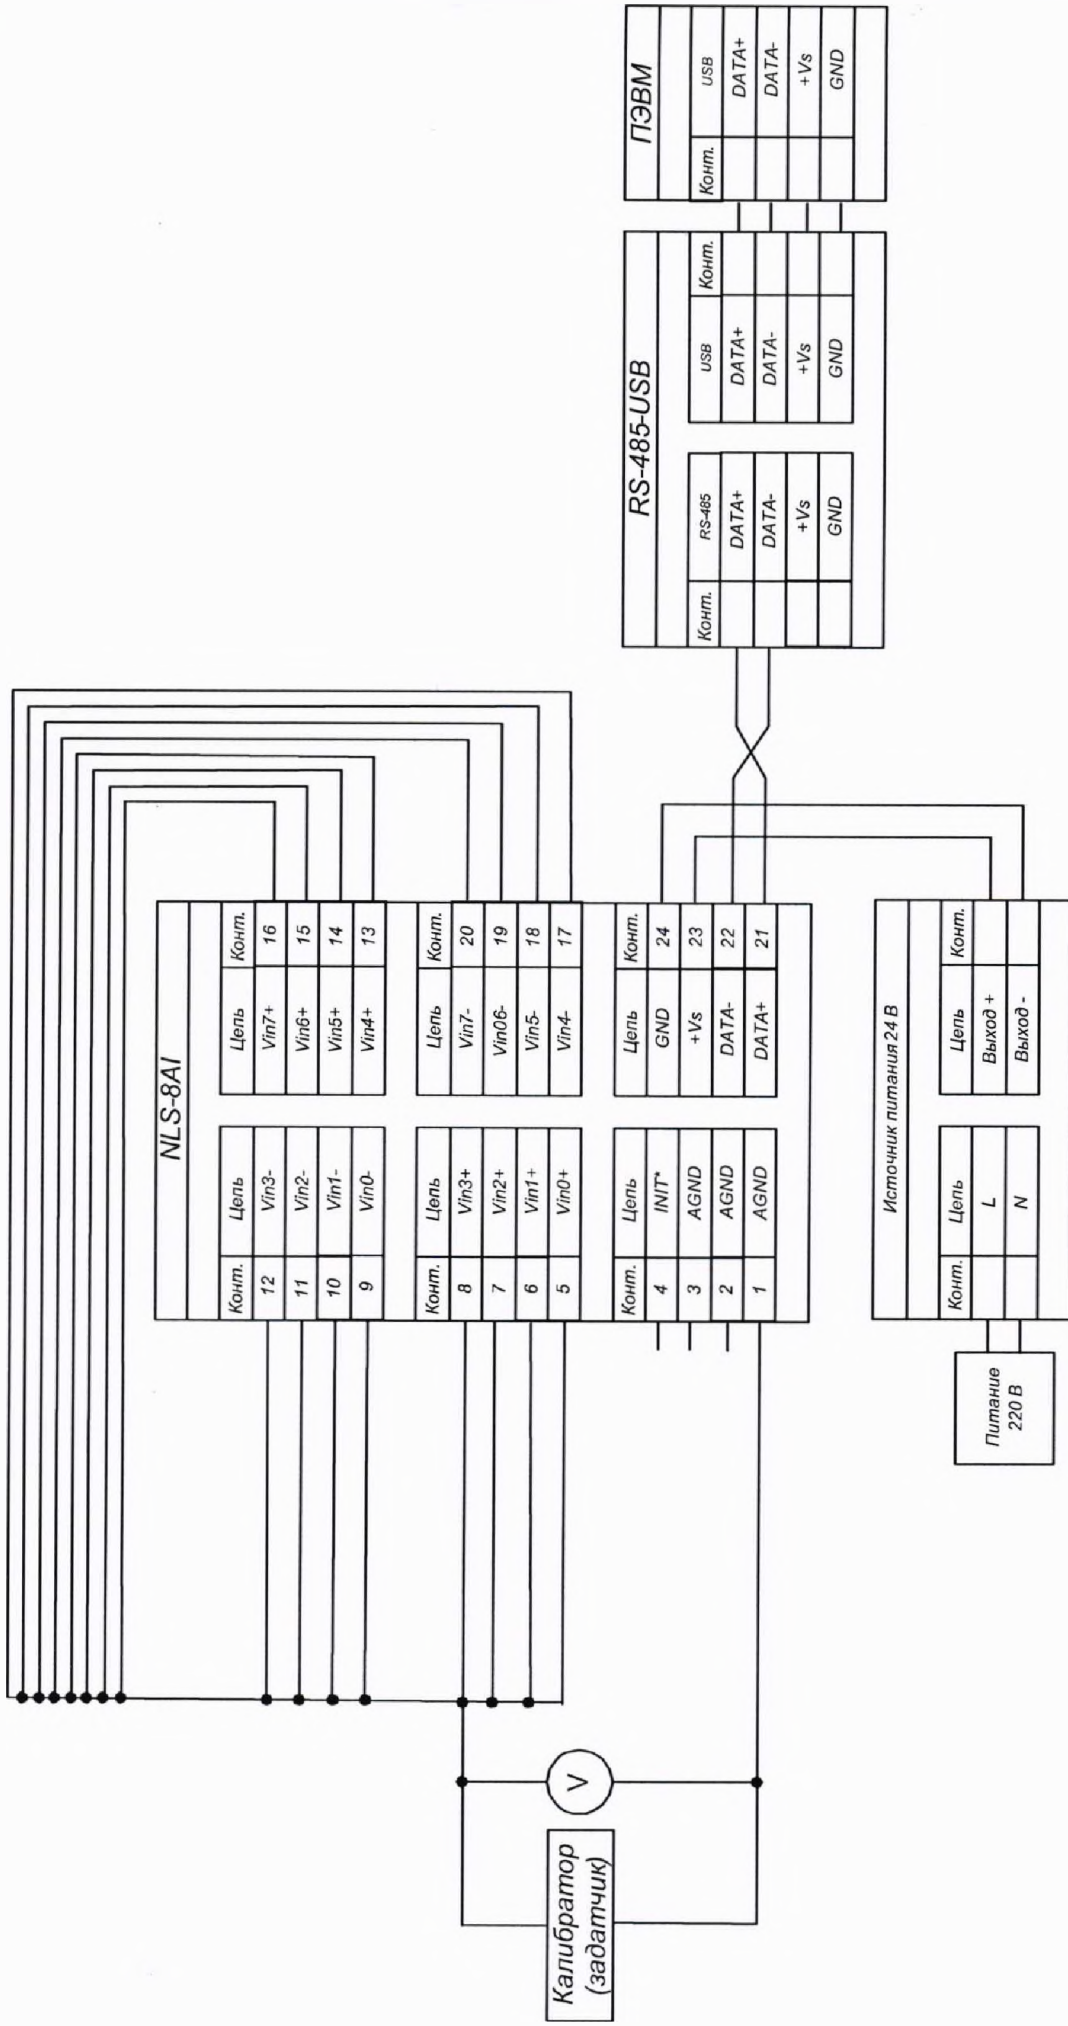 NLS-8AI
Конт. Цепь Цепь Конт.
12 Vin3- Vin7+ 16
11 Vin2- Vin6+ 15
10 Vin1- Vin5+ 14
9 Vin0- Vin4+ 13
Конт. Цепь Цепь Конт.
8 Vin3+ Vin7- 20
7 Vin2+ Vin06- 19
6 Vin1+ Vin5- 18
5 Vin0+ Vin4- 17
Конт. Цепь Цепь Конт.
4 INIT* GND 24
3 AGND +Vs 23
2 AGND DATA- 22
1 AGND DATA+ 21
Калибратор
(задатчик)
V
RS-485-USB
Конт. RS-485 USB Конт.
DATA+ DATA+
DATA- DATA-
+Vs +Vs
GND GND
ПЭВМ
Конт. USB
DATA+
DATA-
+Vs
GND
Источник питания 24 В
Конт. Цепь Цепь Конт.
L Выход +
N Выход -
Питание
220 В